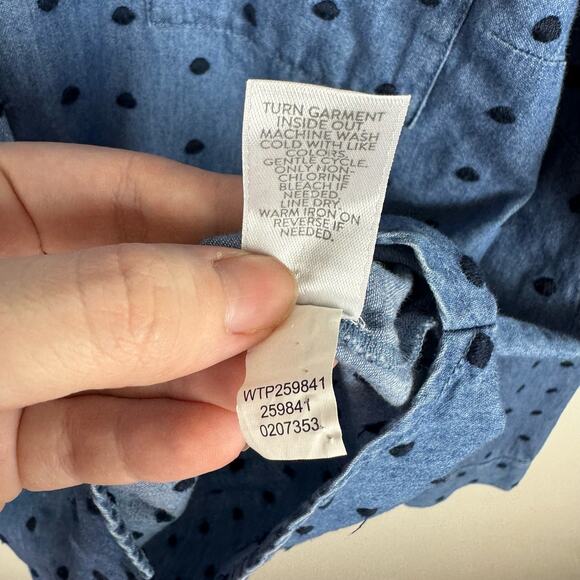 TURN GARMENT
INSIDE OUT.
MACHINE WASH
COLD WITH LIKE
COLORS.
GENTLE CYCLE.
ONLY NON-
CHLORINE
BLEACH IF
NEEDED.
LINE DRY.
WARM IRON ON
REVERSE IF
NEEDED.
WTP259841
259841
0207353